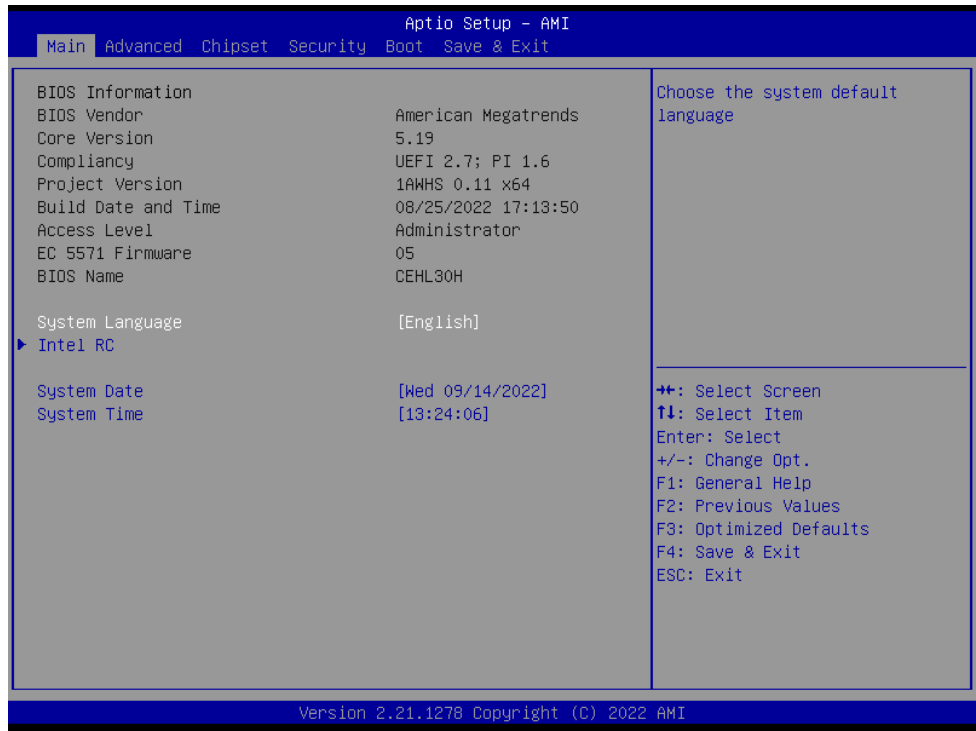 Aptio Setup – AMI
Main Advanced Chipset Security Boot Save & Exit
BIOS Information
BIOS Vendor American Megatrends
Core Version 5.19
Compliancy UEFI 2.7; PI 1.6
Project Version 1AWHS 0.11 x64
Build Date and Time 08/25/2022 17:13:50
Access Level Administrator
EC 5571 Firmware 05
BIOS Name CEHL30H
System Language [English]
Intel RC
System Date [Wed 09/14/2022]
System Time [13:24:06]
Choose the system default
language
→←: Select Screen
↑↓: Select Item
Enter: Select
+/-: Change Opt.
F1: General Help
F2: Previous Values
F3: Optimized Defaults
F4: Save & Exit
ESC: Exit
Version 2.21.1278 Copyright (C) 2022 AMI